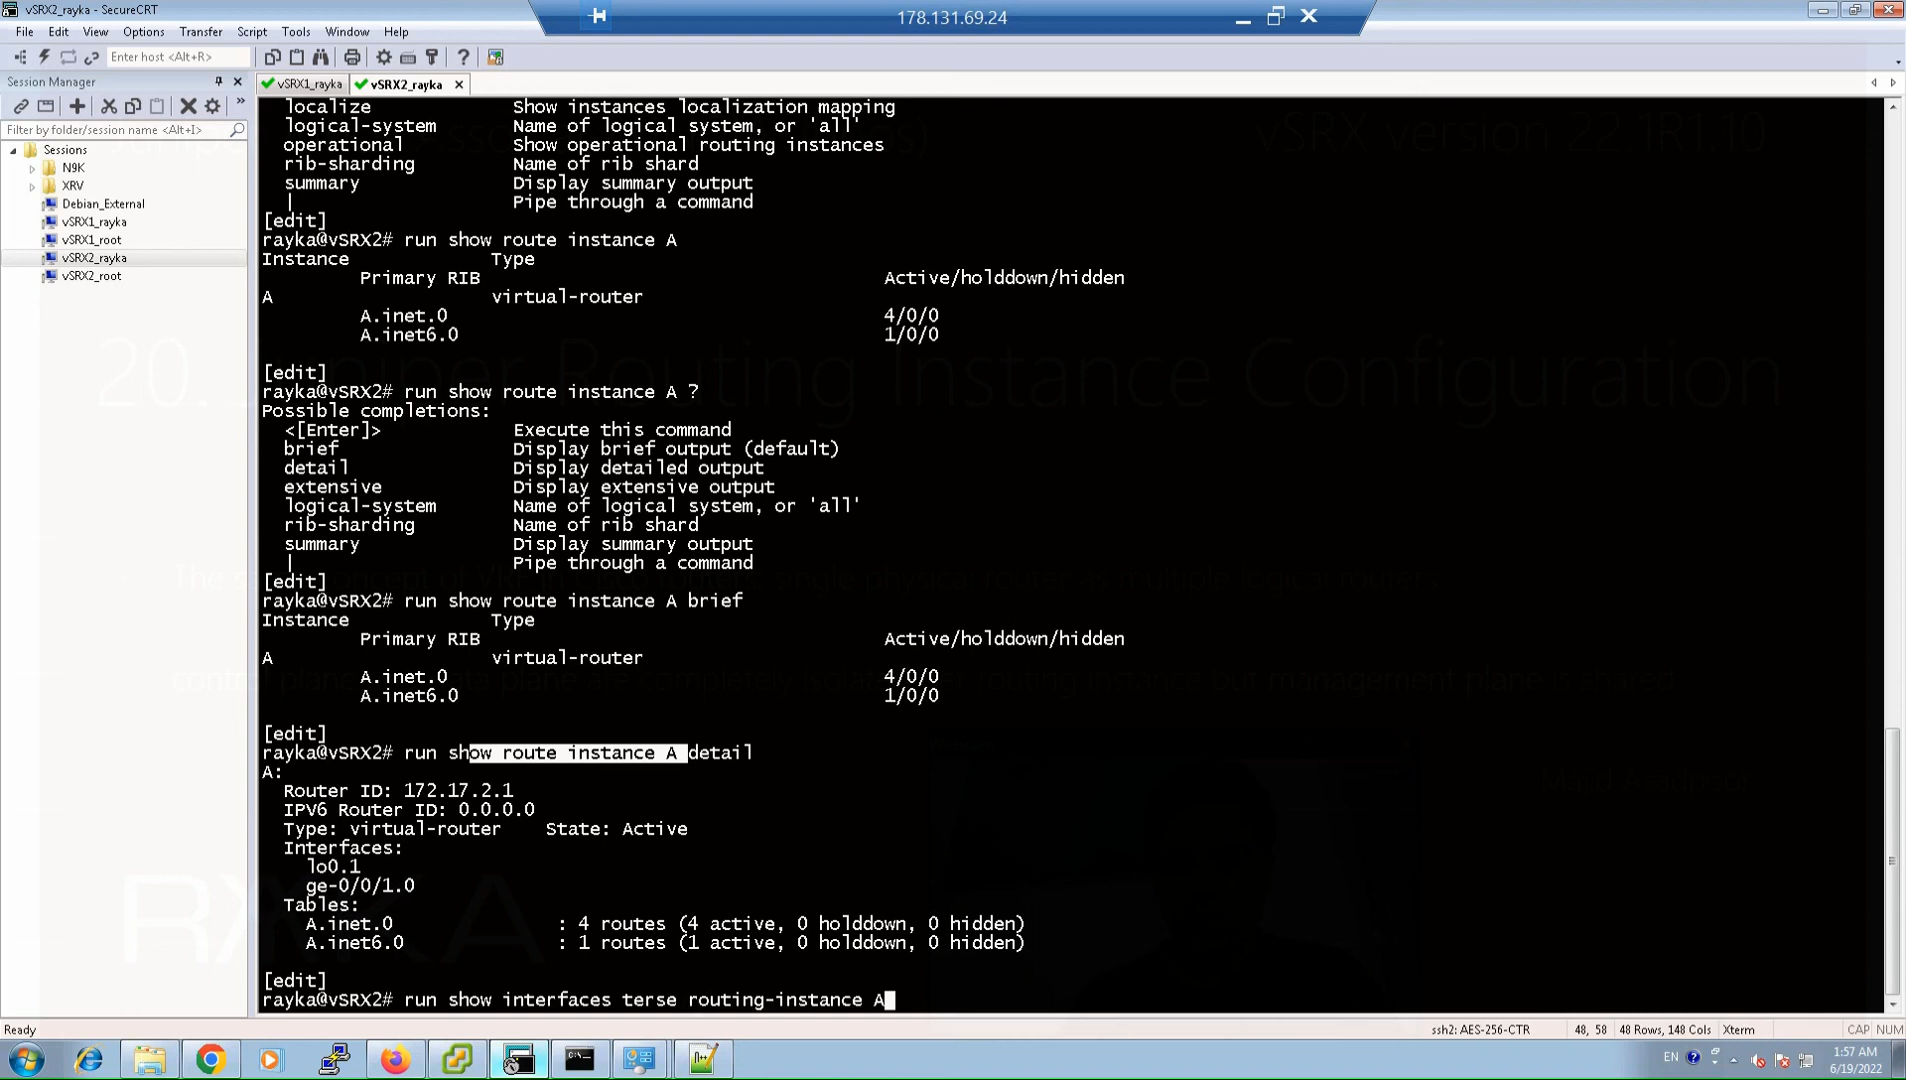 vSRX2_rayka - SecureCRT
178.131.69.24
File Edit View Options Transfer Script Tools Window Help
Enter host <Alt+R>
Session Manager
vSRX1_rayka vSRX2_rayka
Filter by folder/session name <Alt+I>
Sessions
N9K
XRV
Debian_External
vSRX1_rayka
vSRX1_root
vSRX2_rayka
vSRX2_root
localize Show instances localization mapping
logical-system Name of logical system, or 'all'
operational Show operational routing instances
rib-sharding Name of rib shard
summary Display summary output
| Pipe through a command
[edit]
rayka@vSRX2# run show route instance A
Instance Type
Primary RIB Active/holddown/hidden
A virtual-router
A.inet.0 4/0/0
A.inet6.0 1/0/0
[edit]
rayka@vSRX2# run show route instance A ?
Possible completions:
<[Enter]> Execute this command
brief Display brief output (default)
detail Display detailed output
extensive Display extensive output
logical-system Name of logical system, or 'all'
rib-sharding Name of rib shard
summary Display summary output
| Pipe through a command
[edit]
rayka@vSRX2# run show route instance A brief
Instance Type
Primary RIB Active/holddown/hidden
A virtual-router
A.inet.0 4/0/0
A.inet6.0 1/0/0
[edit]
rayka@vSRX2# run show route instance A detail
A:
Router ID: 172.17.2.1
IPV6 Router ID: 0.0.0.0
Type: virtual-router State: Active
Interfaces:
lo0.1
ge-0/0/1.0
Tables:
A.inet.0 : 4 routes (4 active, 0 holddown, 0 hidden)
A.inet6.0 : 1 routes (1 active, 0 holddown, 0 hidden)
[edit]
rayka@vSRX2# run show interfaces terse routing-instance A
vSRX version 22.1R1.10
20. Juniper Routing Instance Configuration
Ready
ssh2: AES-256-CTR 48, 58 48 Rows, 148 Cols Xterm CAP NUM
EN
1:57 AM
6/19/2022